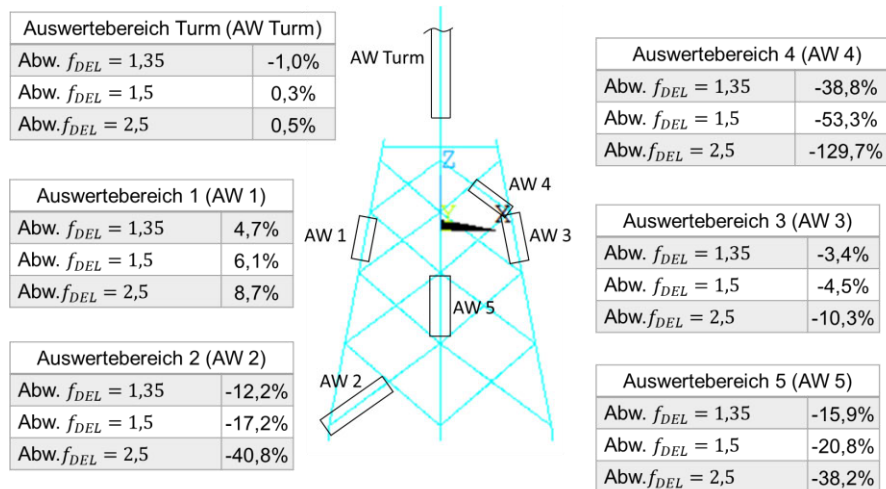 Auswertebereich Turm (AW Turm)
Abw. f_DEL = 1,35 -1,0%
Abw. f_DEL = 1,5 0,3%
Abw.f_DEL = 2,5 0,5%
Auswertebereich 1 (AW 1)
Abw. f_DEL = 1,35 4,7%
Abw. f_DEL = 1,5 6,1%
Abw.f_DEL = 2,5 8,7%
Auswertebereich 2 (AW 2)
Abw. f_DEL = 1,35 -12,2%
Abw. f_DEL = 1,5 -17,2%
Abw.f_DEL = 2,5 -40,8%
AW Turm
Z
AW 4
Y
X
AW 1
AW 3
AW 5
AW 2
Auswertebereich 4 (AW 4)
Abw. f_DEL = 1,35 -38,8%
Abw. f_DEL = 1,5 -53,3%
Abw.f_DEL = 2,5 -129,7%
Auswertebereich 3 (AW 3)
Abw. f_DEL = 1,35 -3,4%
Abw. f_DEL = 1,5 -4,5%
Abw.f_DEL = 2,5 -10,3%
Auswertebereich 5 (AW 5)
Abw. f_DEL = 1,35 -15,9%
Abw. f_DEL = 1,5 -20,8%
Abw.f_DEL = 2,5 -38,2%